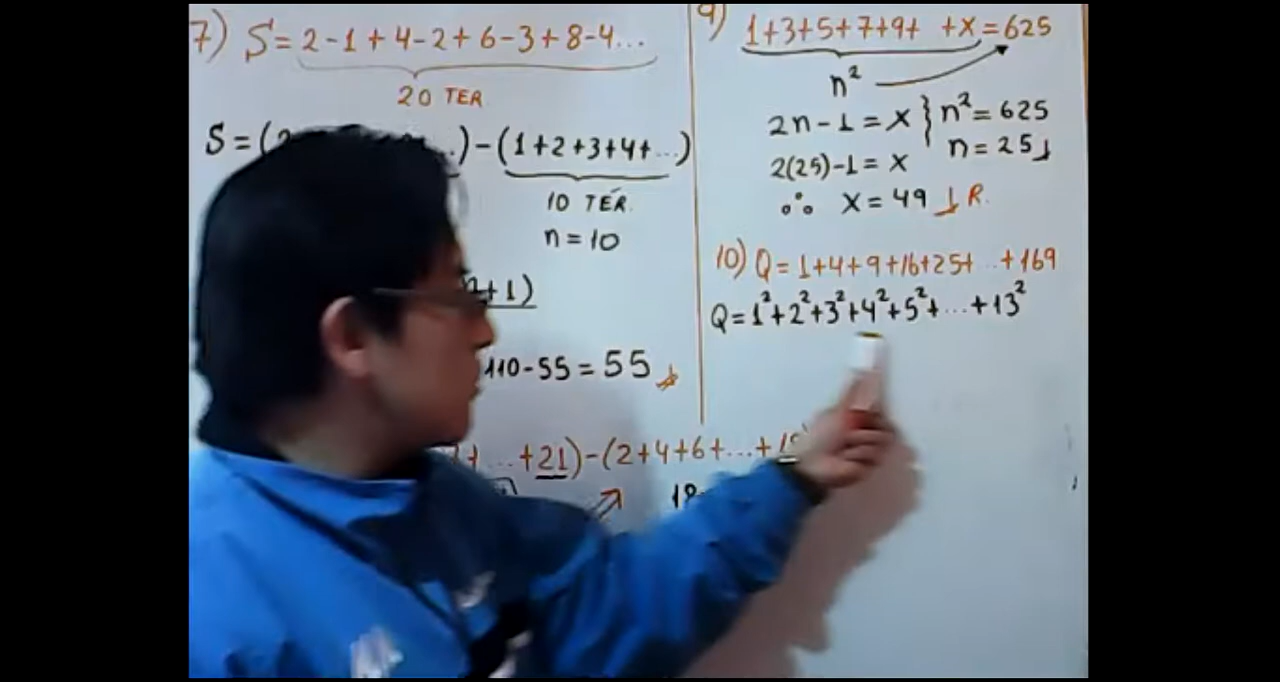 7) S = 2 - 1 + 4 - 2 + 6 - 3 + 8 - 4 ...
20 TER
S = ( ) - (1 + 2 + 3 + 4 + ...)
10 TÉR.
n = 10
+ 1)
110 - 55 = 55
... + 21) - (2 + 4 + 6 + ... +
18
9) 1 + 3 + 5 + 7 + 9 + + x = 625
n²
2n - 1 = x } n² = 625
2(25) - 1 = x n = 25
∴ x = 49 R.
10) Q = 1 + 4 + 9 + 16 + 25 + ... + 169
Q = 1² + 2² + 3² + 4² + 5² + ... + 13²